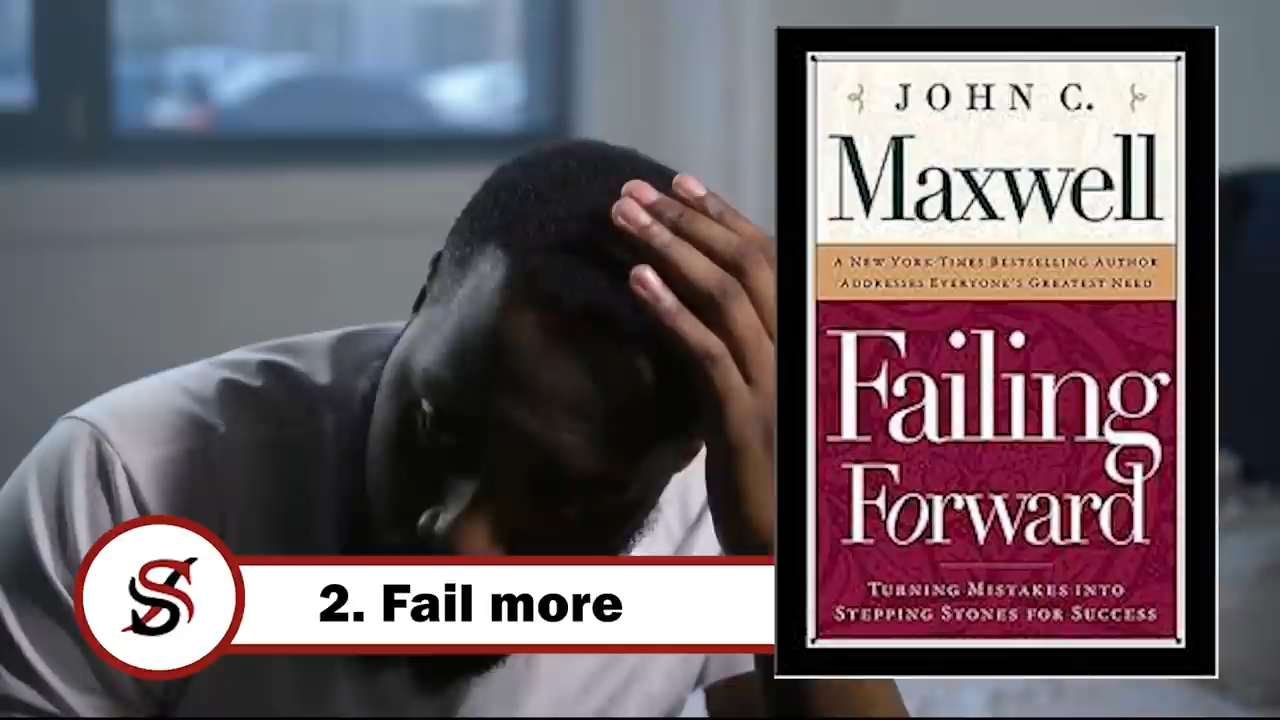 JOHN C.
Maxwell
A NEW YORK TIMES BESTSELLING AUTHOR
ADDRESSES EVERYONE'S GREATEST NEED
Failing
Forward
TURNING MISTAKES INTO
STEPPING STONES FOR SUCCESS
2. Fail more